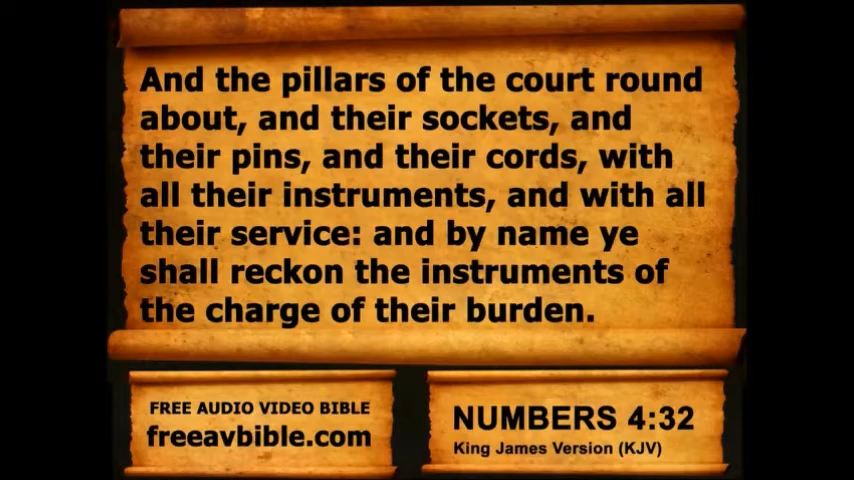 And the pillars of the court round
about, and their sockets, and
their pins, and their cords, with
all their instruments, and with all
their service: and by name ye
shall reckon the instruments of
the charge of their burden.
FREE AUDIO VIDEO BIBLE
freeavbible.com
NUMBERS 4:32
King James Version (KJV)